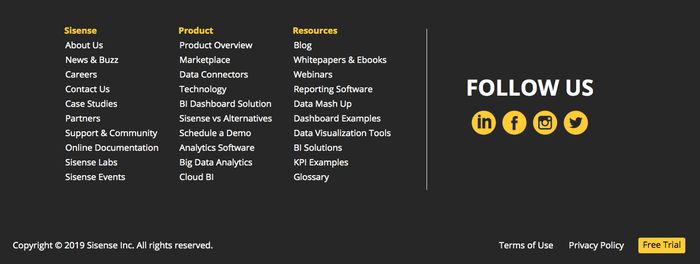 Sisense
About Us
News & Buzz
Careers
Contact Us
Case Studies
Partners
Support & Community
Online Documentation
Sisense Labs
Sisense Events
Product
Product Overview
Marketplace
Data Connectors
Technology
BI Dashboard Solution
Sisense vs Alternatives
Schedule a Demo
Analytics Software
Big Data Analytics
Cloud BI
Resources
Blog
Whitepapers & Ebooks
Webinars
Reporting Software
Data Mash Up
Dashboard Examples
Data Visualization Tools
BI Solutions
KPI Examples
Glossary
FOLLOW US
in f
Copyright © 2019 Sisense Inc. All rights reserved.
Terms of Use
Privacy Policy
Free Trial